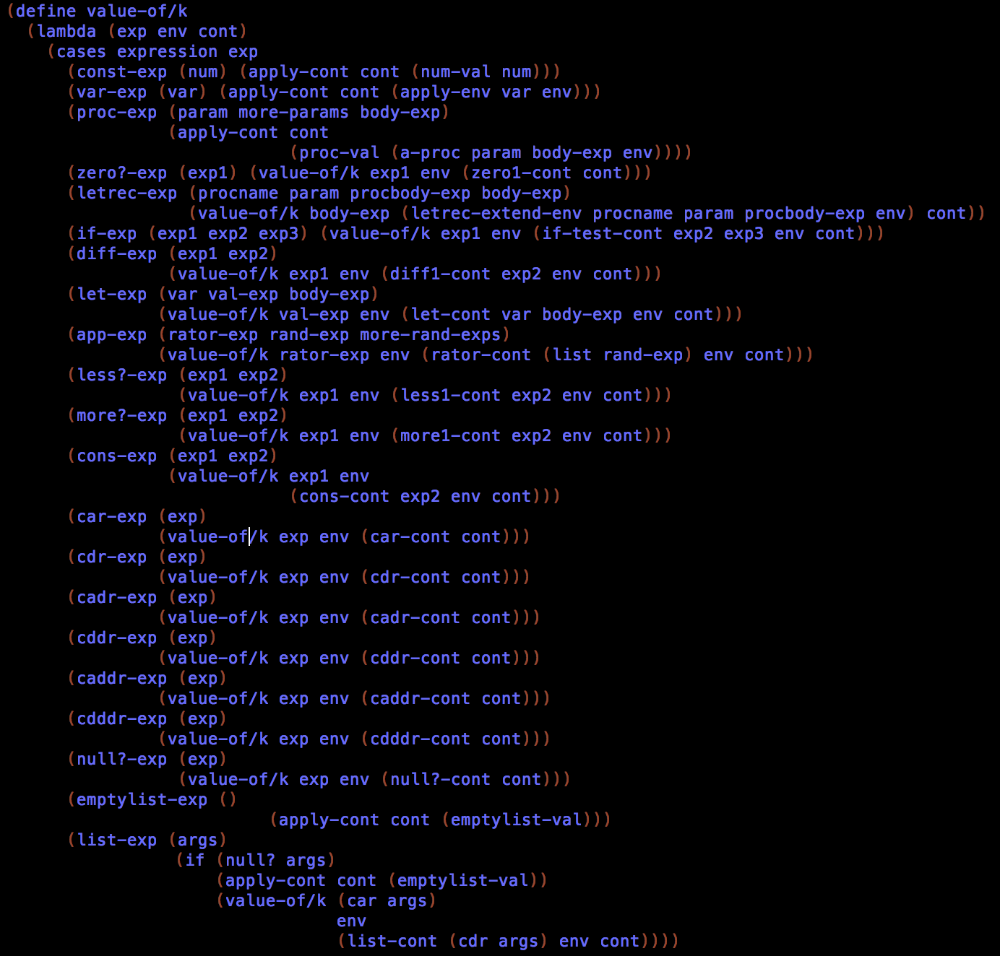 (define value-of/k
(lambda (exp env cont)
(cases expression exp
(const-exp (num) (apply-cont cont (num-val num)))
(var-exp (var) (apply-cont cont (apply-env var env)))
(proc-exp (param more-params body-exp)
(apply-cont cont
(proc-val (a-proc param body-exp env))))
(zero?-exp (exp1) (value-of/k exp1 env (zero1-cont cont)))
(letrec-exp (procname param procbody-exp body-exp)
(value-of/k body-exp (letrec-extend-env procname param procbody-exp env) cont))
(if-exp (exp1 exp2 exp3) (value-of/k exp1 env (if-test-cont exp2 exp3 env cont)))
(diff-exp (exp1 exp2)
(value-of/k exp1 env (diff1-cont exp2 env cont)))
(let-exp (var val-exp body-exp)
(value-of/k val-exp env (let-cont var body-exp env cont)))
(app-exp (rator-exp rand-exp more-rand-exps)
(value-of/k rator-exp env (rator-cont (list rand-exp) env cont)))
(less?-exp (exp1 exp2)
(value-of/k exp1 env (less1-cont exp2 env cont)))
(more?-exp (exp1 exp2)
(value-of/k exp1 env (more1-cont exp2 env cont)))
(cons-exp (exp1 exp2)
(value-of/k exp1 env
(cons-cont exp2 env cont)))
(car-exp (exp)
(value-of/k exp env (car-cont cont)))
(cdr-exp (exp)
(value-of/k exp env (cdr-cont cont)))
(cadr-exp (exp)
(value-of/k exp env (cadr-cont cont)))
(cddr-exp (exp)
(value-of/k exp env (cddr-cont cont)))
(caddr-exp (exp)
(value-of/k exp env (caddr-cont cont)))
(cdddr-exp (exp)
(value-of/k exp env (cdddr-cont cont)))
(null?-exp (exp)
(value-of/k exp env (null?-cont cont)))
(emptylist-exp ()
(apply-cont cont (emptylist-val)))
(list-exp (args)
(if (null? args)
(apply-cont cont (emptylist-val))
(value-of/k (car args)
env
(list-cont (cdr args) env cont))))